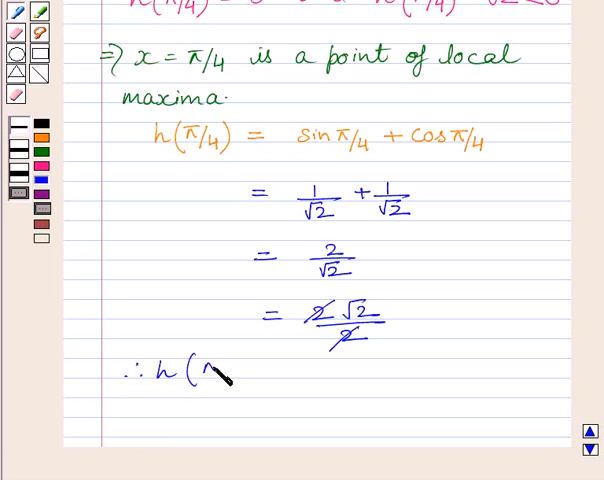 ⇒ x = π/4 is a point of local
maxima.
h(π/4) = sin π/4 + cos π/4
= 1/√2 + 1/√2
= 2/√2
= 2√2/2
∴ h (